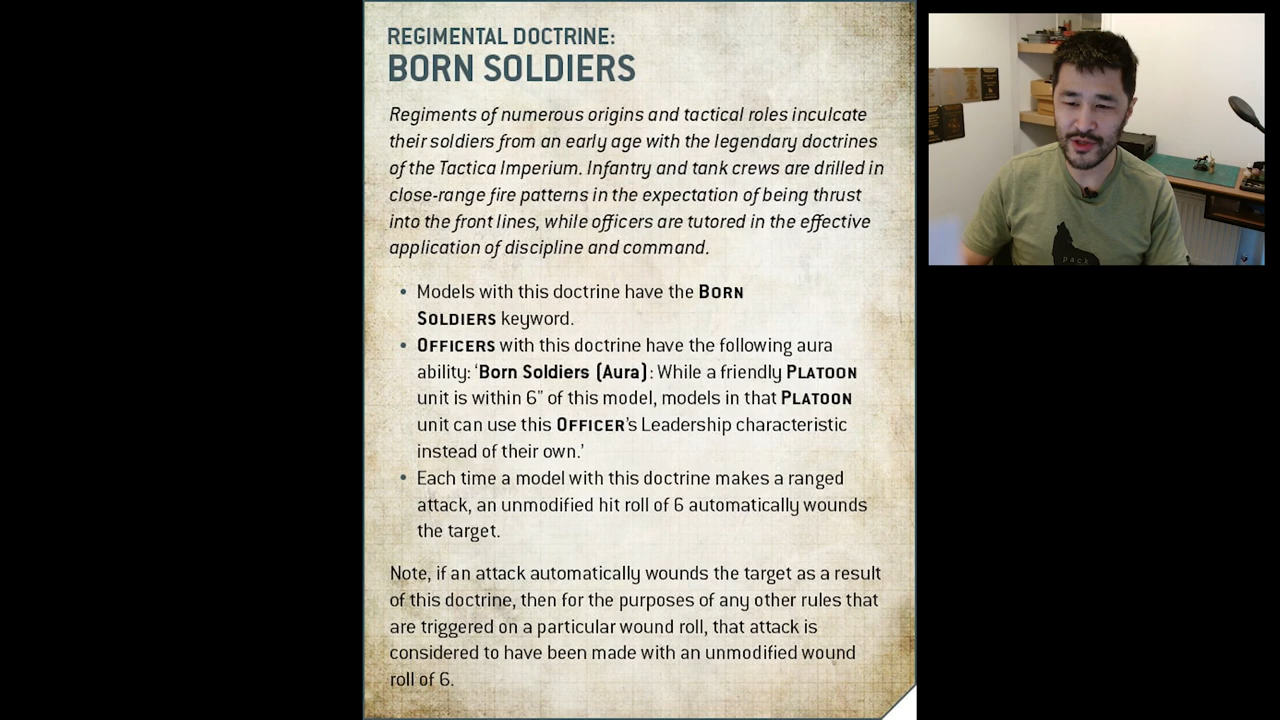 REGIMENTAL DOCTRINE:
BORN SOLDIERS
Regiments of numerous origins and tactical roles inculcate
their soldiers from an early age with the legendary doctrines
of the Tactica Imperium. Infantry and tank crews are drilled in
close-range fire patterns in the expectation of being thrust
into the front lines, while officers are tutored in the effective
application of discipline and command.
• Models with this doctrine have the BORN
SOLDIERS keyword.
• OFFICERS with this doctrine have the following aura
ability: ‘Born Soldiers (Aura): While a friendly PLATOON
unit is within 6" of this model, models in that PLATOON
unit can use this OFFICER’s Leadership characteristic
instead of their own.’
• Each time a model with this doctrine makes a ranged
attack, an unmodified hit roll of 6 automatically wounds
the target.
Note, if an attack automatically wounds the target as a result
of this doctrine, then for the purposes of any other rules that
are triggered on a particular wound roll, that attack is
considered to have been made with an unmodified wound
roll of 6.
pack